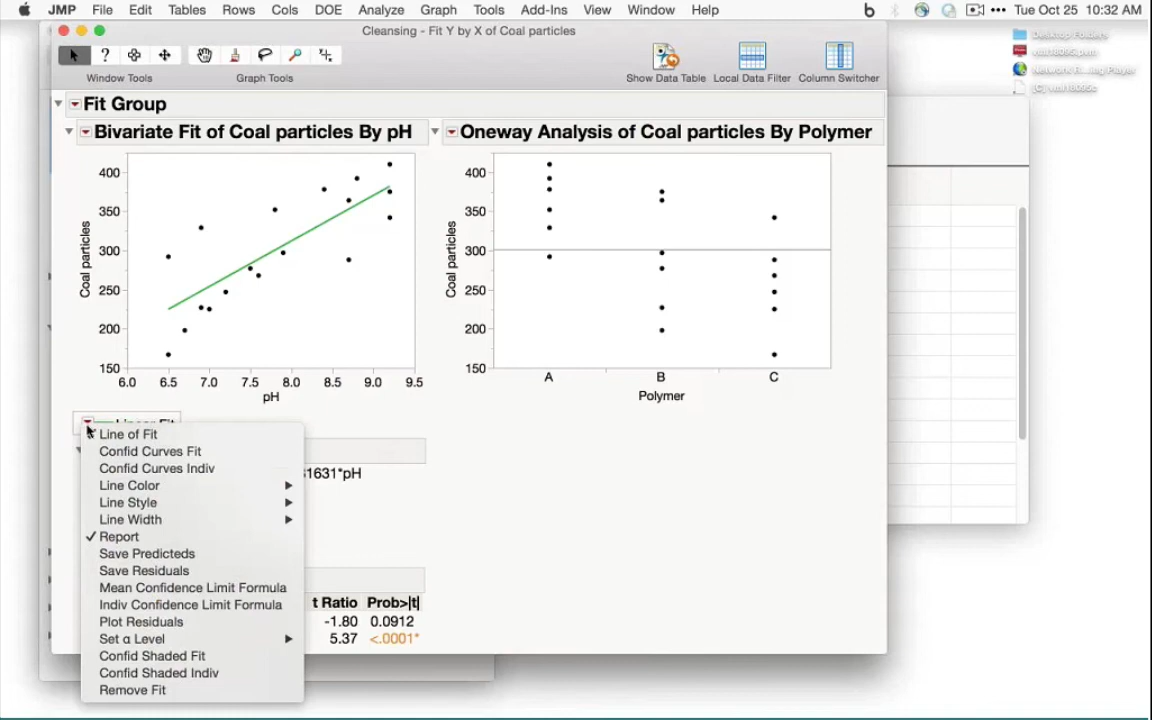 JMP File Edit Tables Rows Cols DOE Analyze Graph Tools Add-Ins View Window Help Tue Oct 25 10:32 AM
Cleansing - Fit Y by X of Coal particles
Window Tools Graph Tools Show Data Table Local Data Filter Column Switcher
Desktop Folders
Fit Group
Bivariate Fit of Coal particles By pH
400
350
300
250
200
150
Coal particles
6.0 6.5 7.0 7.5 8.0 8.5 9.0 9.5
pH
Oneway Analysis of Coal particles By Polymer
400
350
300
250
200
150
Coal particles
A B C
Polymer
Linear Fit
Line of Fit
Confid Curves Fit
Confid Curves Indiv
Line Color
Line Style
Line Width
✓ Report
Save Predicteds
Save Residuals
Mean Confidence Limit Formula
Indiv Confidence Limit Formula
Plot Residuals
Set α Level
Confid Shaded Fit
Confid Shaded Indiv
Remove Fit
1631*pH
t Ratio Prob>|t|
-1.80 0.0912
5.37 <.0001*